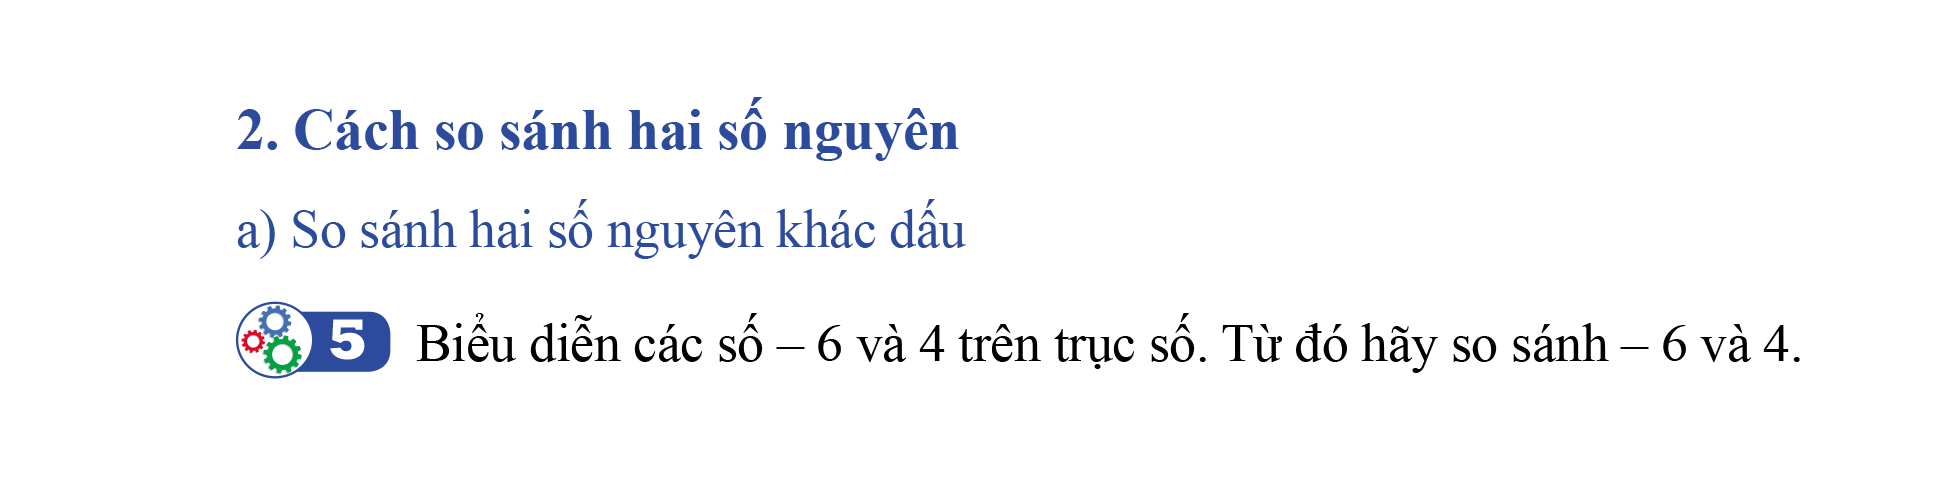 2. Cách so sánh hai số nguyên
a) So sánh hai số nguyên khác dấu
5 Biểu diễn các số – 6 và 4 trên trục số. Từ đó hãy so sánh – 6 và 4.